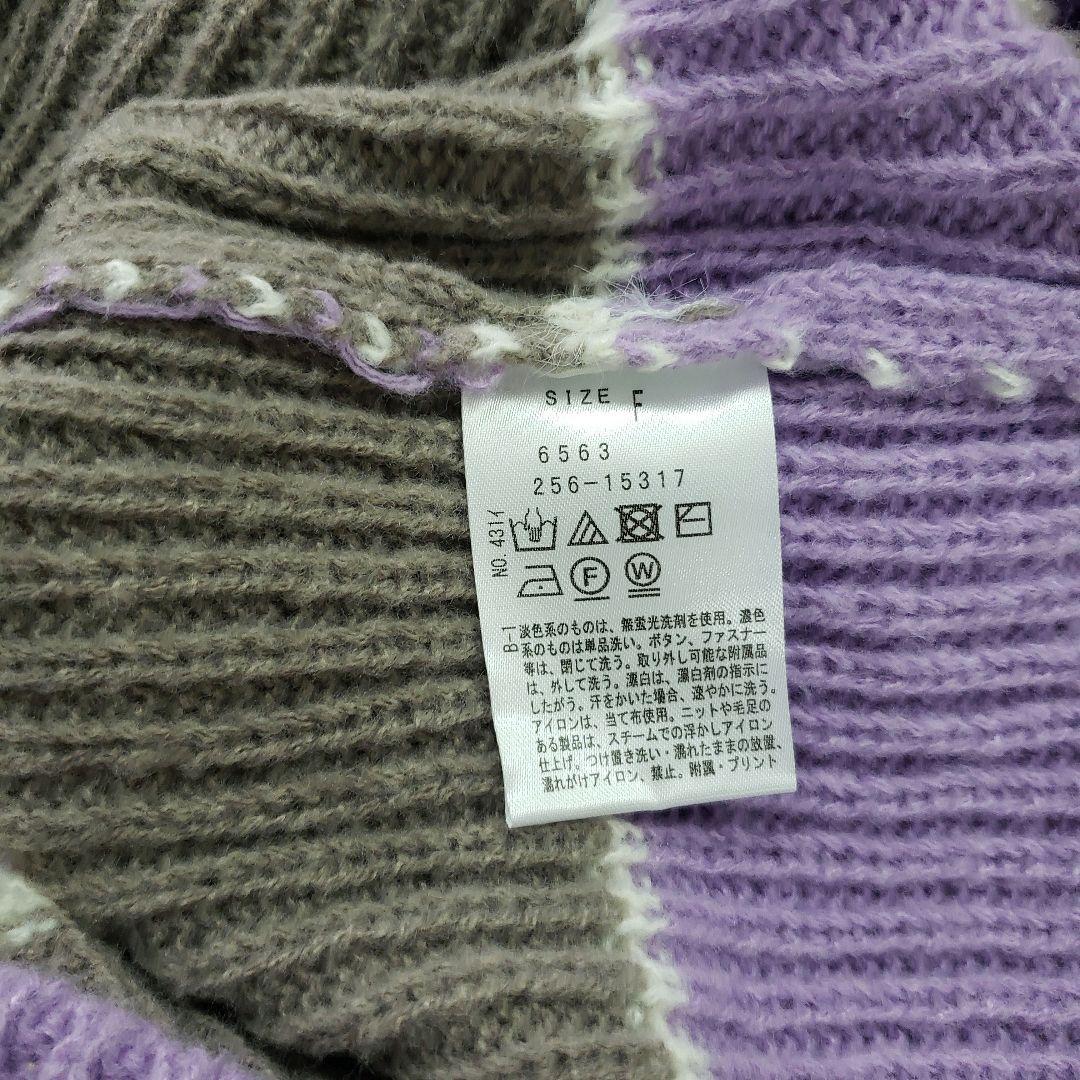 SIZE F
6563
256-15317
NO.431イ
F
W
B-1
淡色系のものは、無蛍光洗剤を使用。濃色
系のものは単品洗い。ボタン、ファスナー
等は、閉じて洗う。取り外し可能な附属品
は、外して洗う。漂白は、漂白剤の指示に
したがう。汗をかいた場合、速やかに洗う。
アイロンは、当て布使用。ニットや毛足の
ある製品は、スチームでの浮かしアイロン
仕上げ。つけ置き洗い・濡れたままの放置、
濡れがけアイロン、禁止。附属・プリント